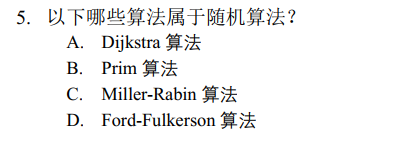 5. 以下哪些算法属于随机算法？
A. Dijkstra 算法
B. Prim 算法
C. Miller-Rabin 算法
D. Ford-Fulkerson 算法